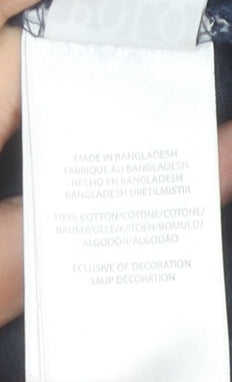 MADE IN BANGLADESH
FABRIQUE AU BANGLADESH
HECHO EN BANGLADESH
BANGLADESH URETILMISTIR
100% COTTON/COTONE/COTONE/
BAUMWOLLE/KATOEN/BOMULD/
ALGODÓN/ALGODÃO
ECLUSIVE OF DECORATION
SAUP DECORATION